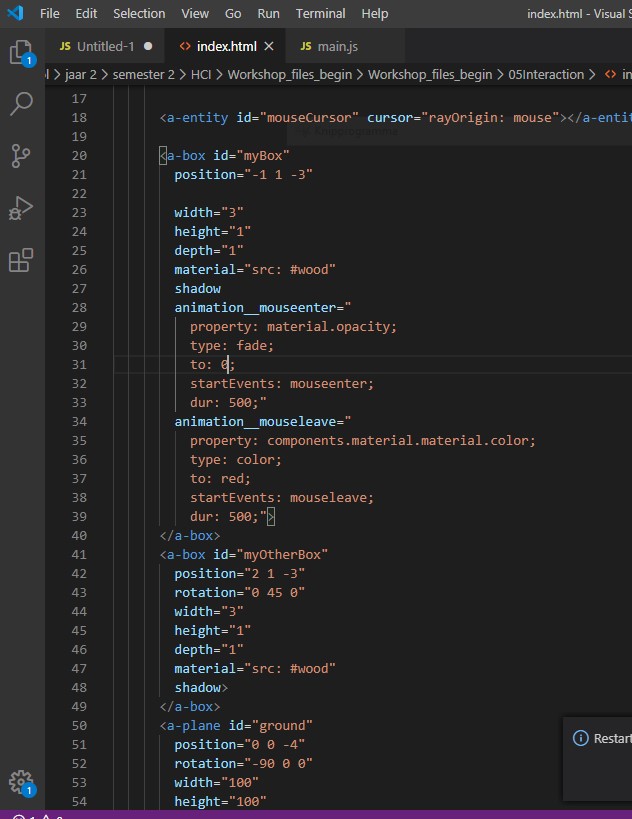 File Edit Selection View Go Run Terminal Help index.html - Visual S
JS Untitled-1 <> index.html × JS main.js
l > jaar 2 > semester 2 > HCI > Workshop_files_begin > Workshop_files_begin > 05Interaction > <> in
17
18 <a-entity id="mouseCursor" cursor="rayOrigin: mouse"></a-entit
19
20 <a-box id="myBox"
21 position="-1 1 -3"
22
23 width="3"
24 height="1"
25 depth="1"
26 material="src: #wood"
27 shadow
28 animation__mouseenter="
29 property: material.opacity;
30 type: fade;
31 to: 0;
32 startEvents: mouseenter;
33 dur: 500;"
34 animation__mouseleave="
35 property: components.material.material.color;
36 type: color;
37 to: red;
38 startEvents: mouseleave;
39 dur: 500;">
40 </a-box>
41 <a-box id="myOtherBox"
42 position="2 1 -3"
43 rotation="0 45 0"
44 width="3"
45 height="1"
46 depth="1"
47 material="src: #wood"
48 shadow>
49 </a-box>
50 <a-plane id="ground"
51 position="0 0 -4"
52 rotation="-90 0 0"
53 width="100"
54 height="100"
1
1
Restart